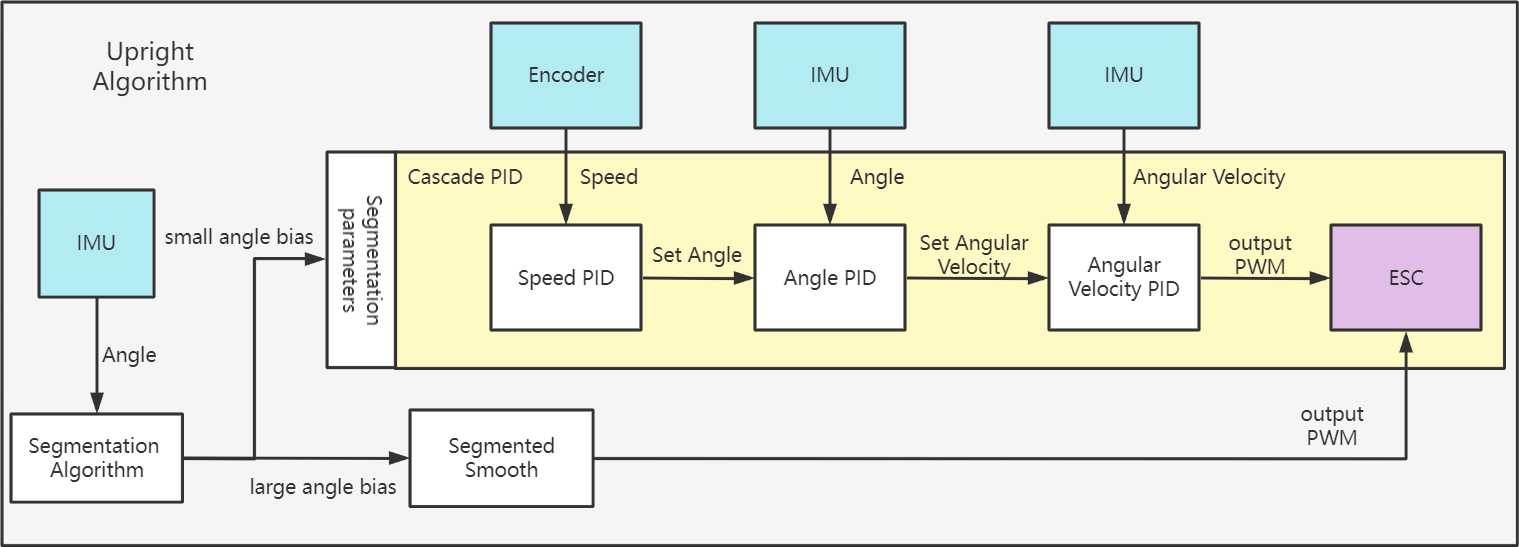 Upright
Algorithm
Encoder
IMU
IMU
Cascade PID
Speed
Angle
Angular Velocity
Segmentation
parameters
IMU
small angle bias
Speed PID
Set Angle
Angle PID
Set Angular
Velocity
Angular
Velocity PID
output
PWM
ESC
Angle
Segmentation
Algorithm
large angle bias
Segmented
Smooth
output
PWM